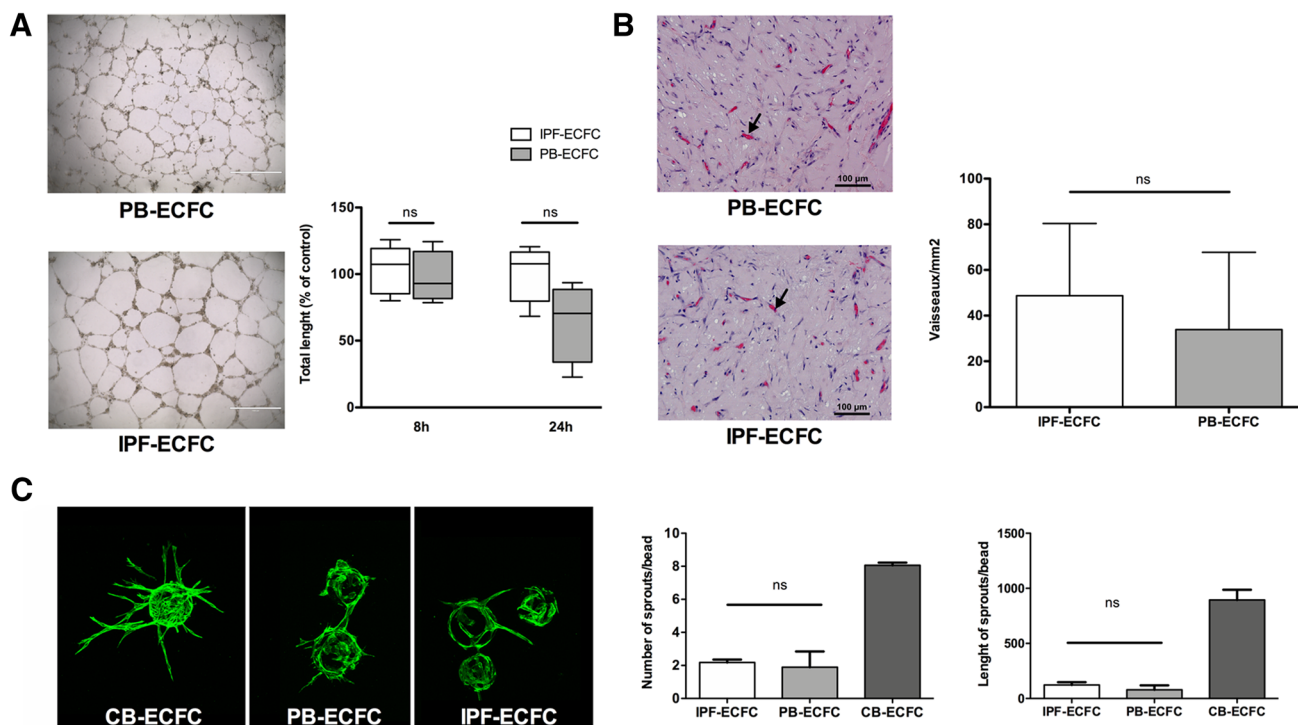 A
PB-ECFC
IPF-ECFC
IPF-ECFC
PB-ECFC
Total lenght (% of control)
150
100
50
0
ns
ns
8h
24h
B
100 µm
PB-ECFC
100 µm
IPF-ECFC
Vaisseaux/mm2
100
80
60
40
20
0
ns
IPF-ECFC
PB-ECFC
C
CB-ECFC
PB-ECFC
IPF-ECFC
Number of sprouts/bead
10
8
6
4
2
0
ns
IPF-ECFC
PB-ECFC
CB-ECFC
Lenght of sprouts/bead
1500
1000
500
0
ns
IPF-ECFC
PB-ECFC
CB-ECFC